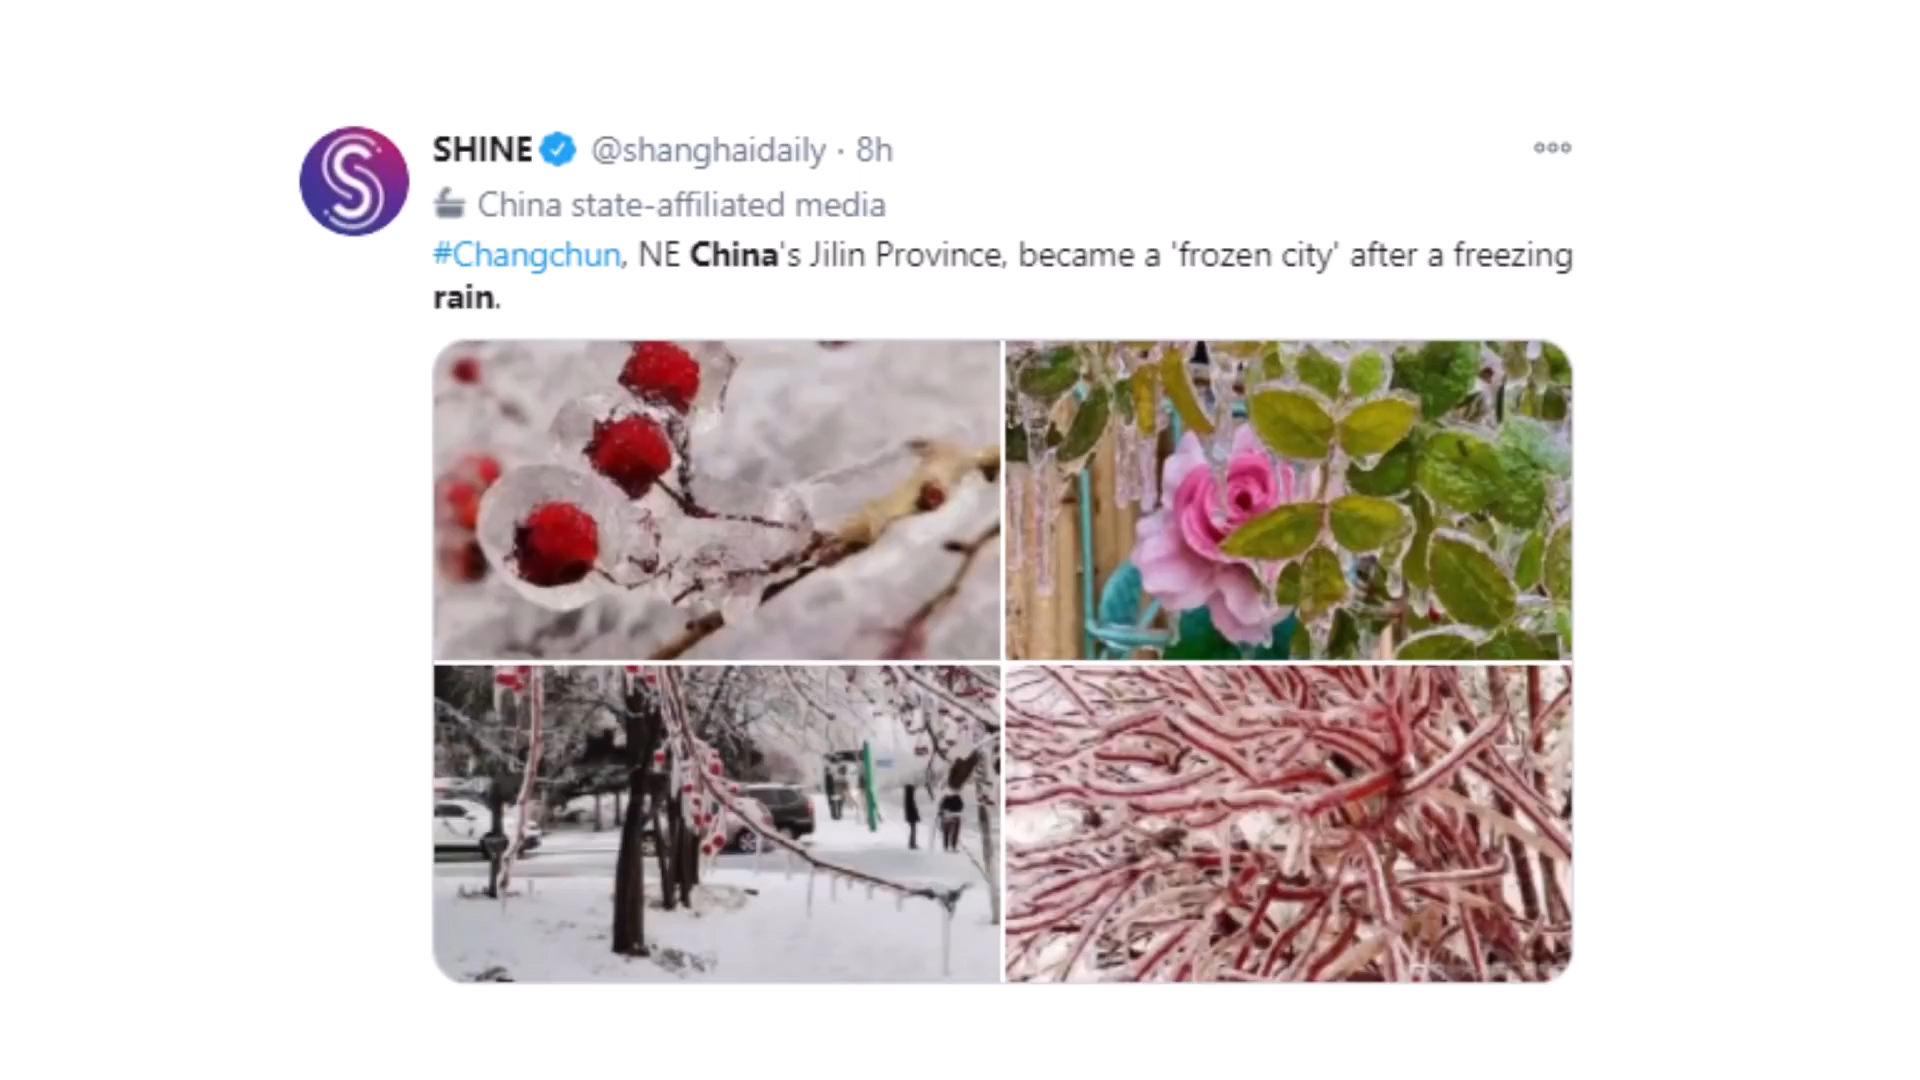 SHINE @shanghaidaily · 8h
China state-affiliated media
#Changchun, NE China's Jilin Province, became a 'frozen city' after a freezing
rain.